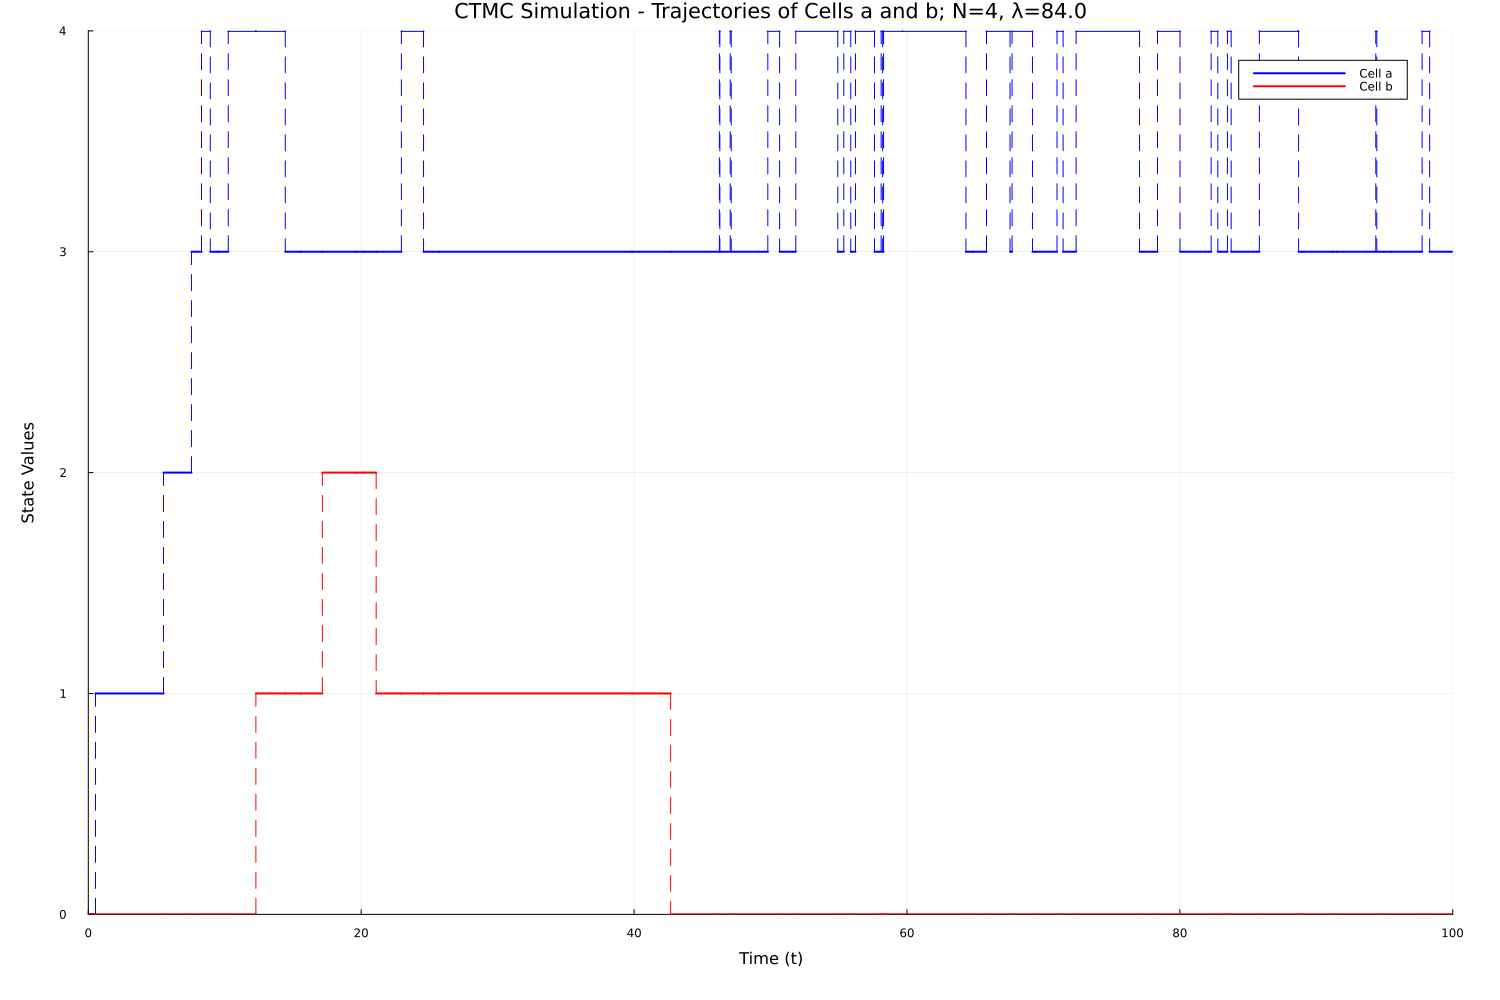 CTMC Simulation - Trajectories of Cells a and b; N=4, λ=84.0
4
Cell a
Cell b
3
State Values
2
1
0
0 20 40 60 80 100
Time (t)